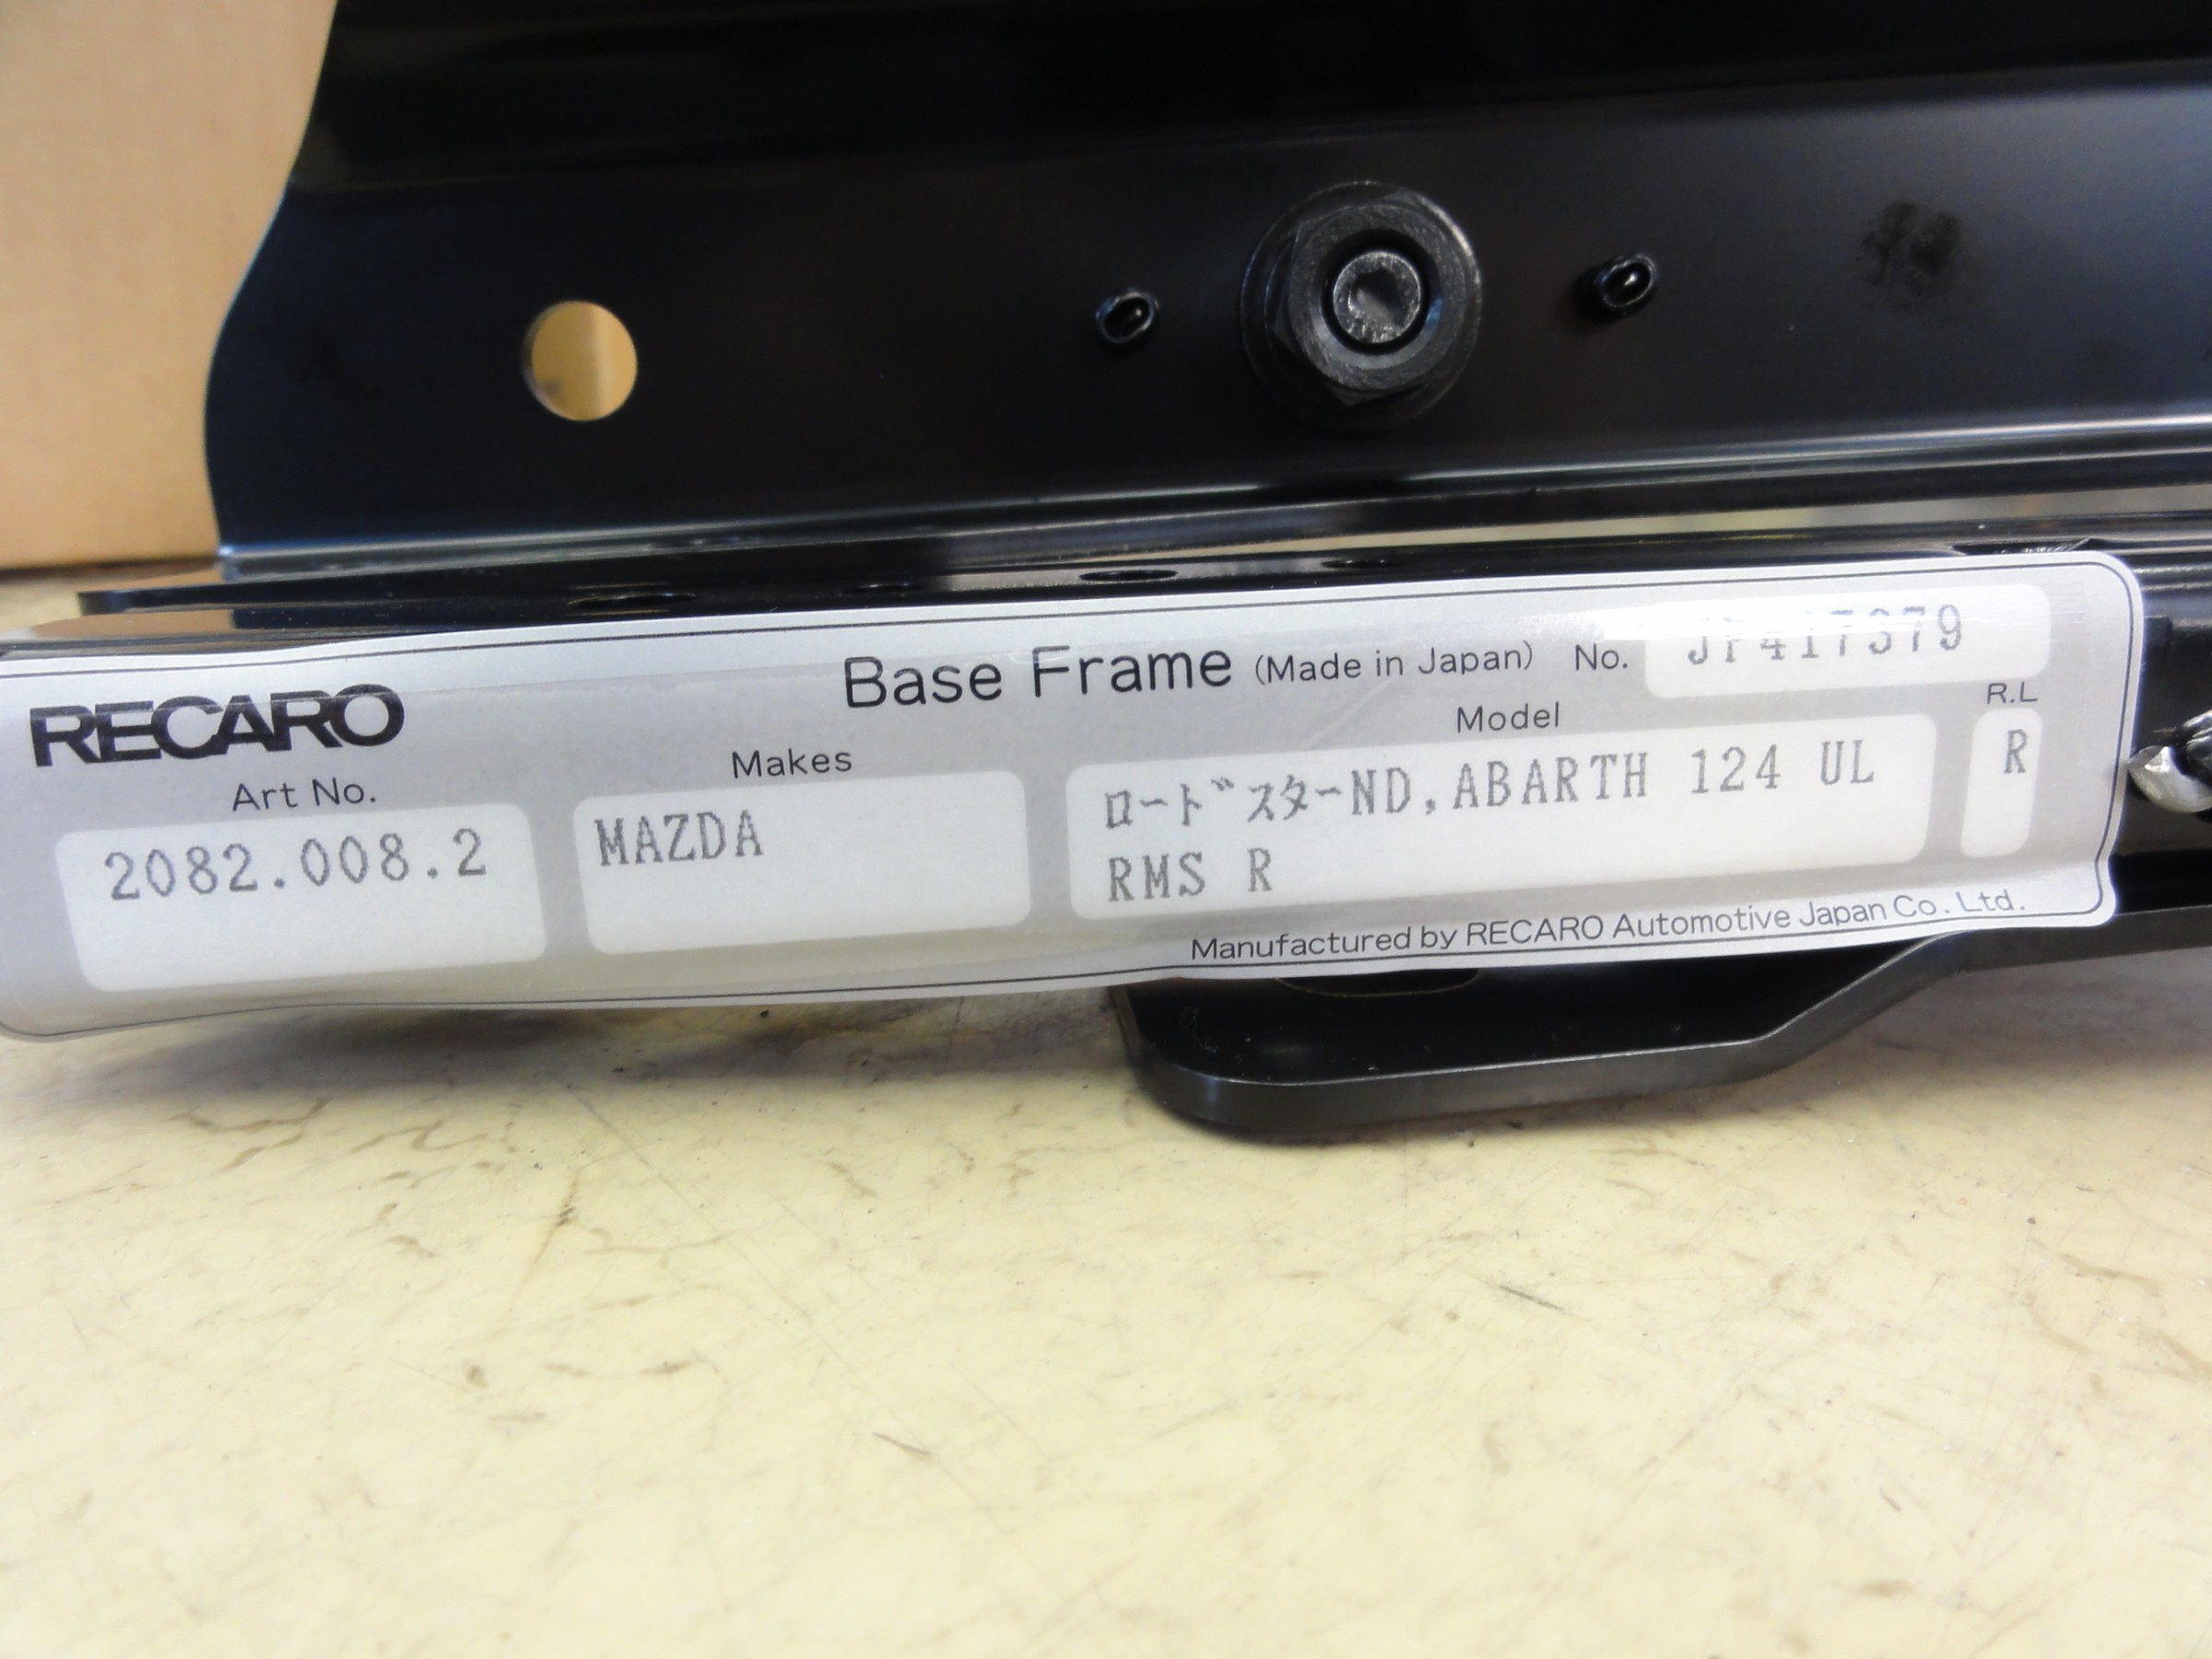 Base Frame (Made in Japan) No. JP417379
RECARO
Art No. Makes Model R.L
2082.008.2 MAZDA ロードスターND,ABARTH 124 UL R
RMS R
Manufactured by RECARO Automotive Japan Co. Ltd.